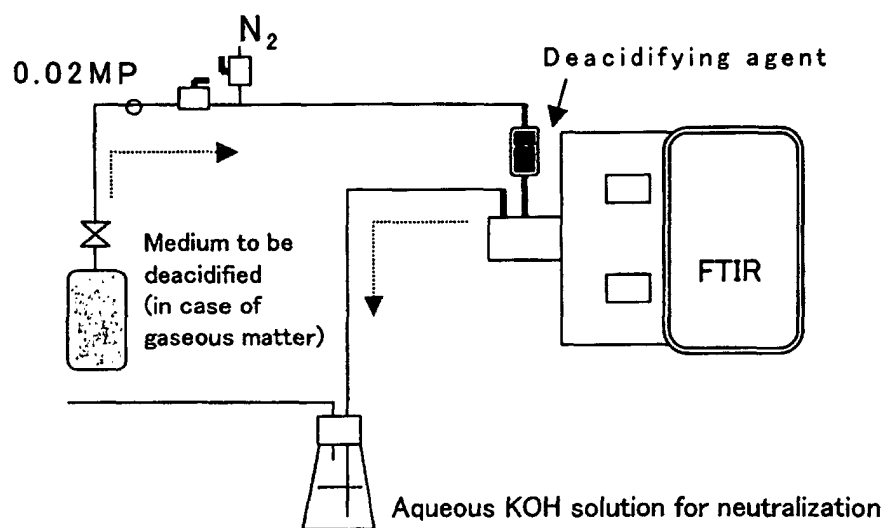 N₂
0.02MP
Deacidifying agent
Medium to be
deacidified
(in case of
gaseous matter)
FTIR
Aqueous KOH solution for neutralization